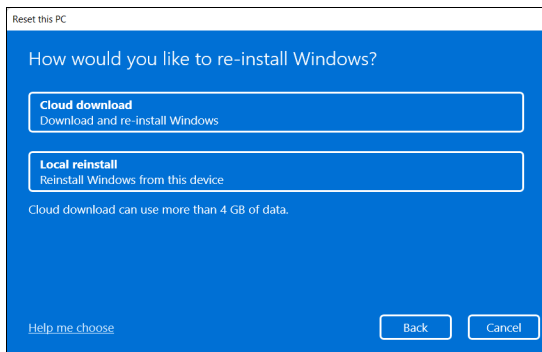 Reset this PC
How would you like to re-install Windows?
Cloud download
Download and re-install Windows
Local reinstall
Reinstall Windows from this device
Cloud download can use more than 4 GB of data.
Help me choose
Back
Cancel